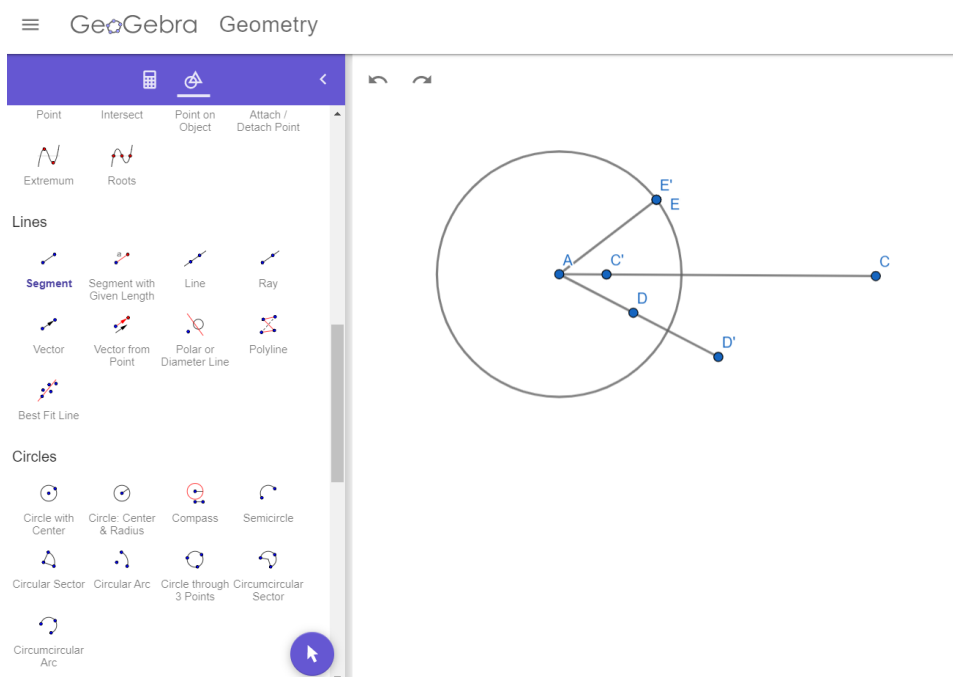 GeoGebra Geometry
Point Intersect Point on Object Attach / Detach Point
Extremum Roots
Lines
a
Segment Segment with Given Length Line Ray
Vector Vector from Point Polar or Diameter Line Polyline
Best Fit Line
Circles
Circle with Center Circle: Center & Radius Compass Semicircle
Circular Sector Circular Arc Circle through 3 Points Circumcircular Sector
Circumcircular Arc
E'
E
A C' C
D
D'